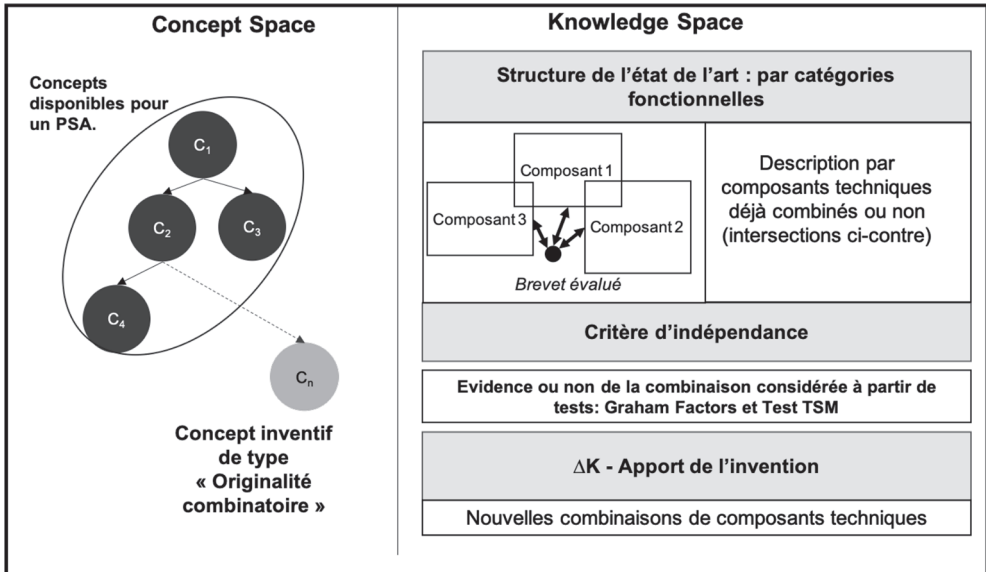 Concept Space
Concepts
disponibles pour
un PSA.
C1
C2
C3
C4
Cn
Concept inventif
de type
« Originalité
combinatoire »
Knowledge Space
Structure de l’état de l’art : par catégories
fonctionnelles
Composant 1
Composant 3
Composant 2
Brevet évalué
Description par
composants techniques
déjà combinés ou non
(intersections ci-contre)
Critère d’indépendance
Evidence ou non de la combinaison considérée à partir de
tests: Graham Factors et Test TSM
ΔK - Apport de l’invention
Nouvelles combinaisons de composants techniques